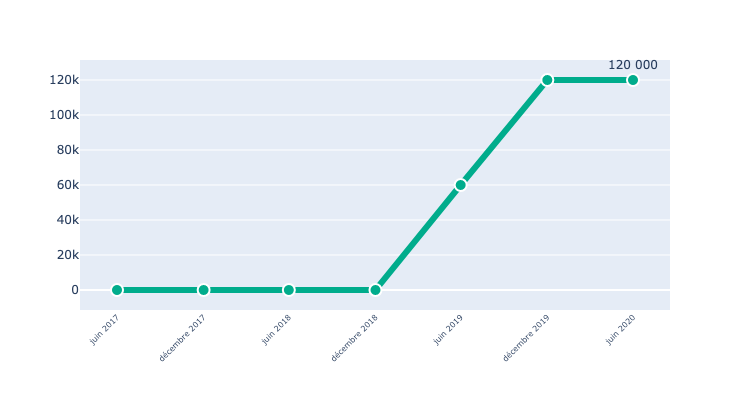 120 000
120k
100k
80k
60k
40k
20k
0
juin 2017
décembre 2017
juin 2018
décembre 2018
juin 2019
décembre 2019
juin 2020